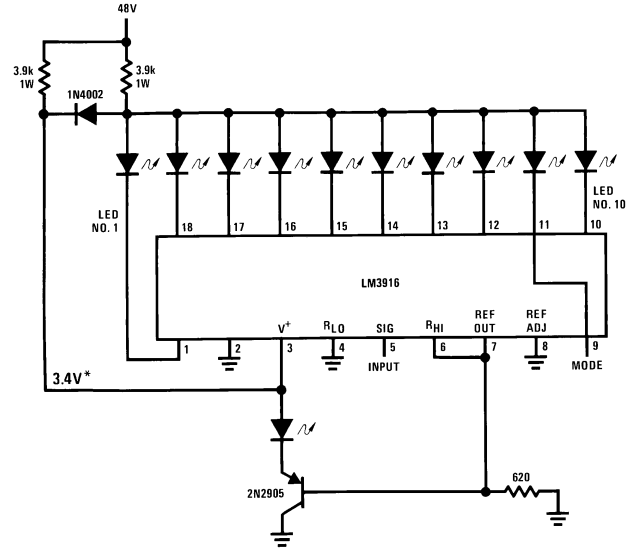 48V
3.9k
1W
3.9k
1W
1N4002
LED
NO. 1
LED
NO. 10
18
17
16
15
14
13
12
11
10
LM3916
V+
RLO
SIG
RHI
REF
OUT
REF
ADJ
1
2
3
4
5
6
7
8
9
INPUT
MODE
3.4V*
2N2905
620